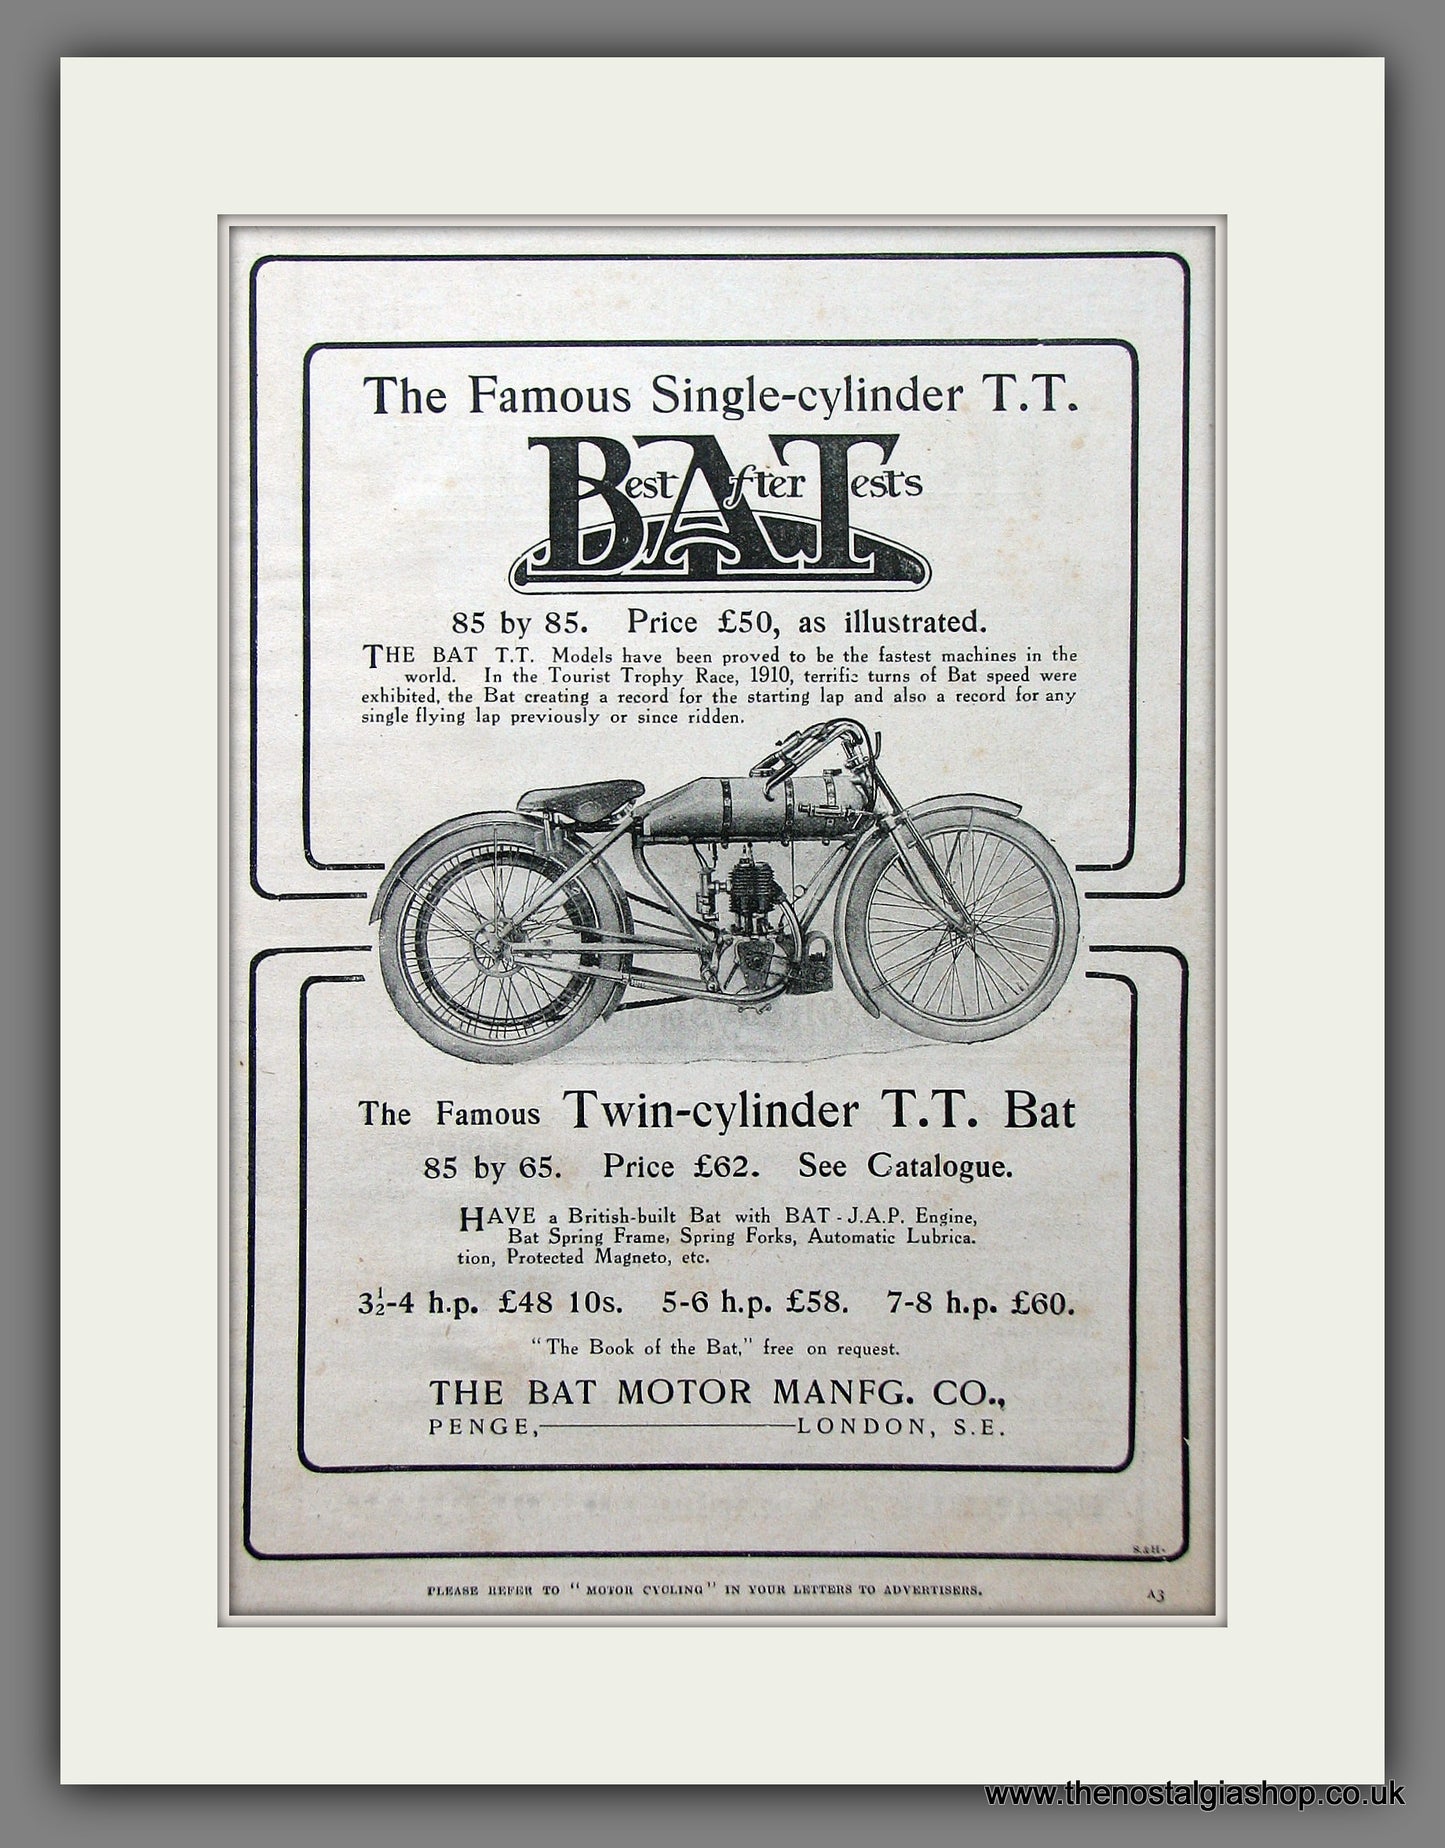 The Famous Single-cylinder T.T.
BAT
Best After Tests
85 by 85. Price £50, as illustrated.
THE BAT T.T. Models have been proved to be the fastest machines in the
world. In the Tourist Trophy Race, 1910, terrific turns of Bat speed were
exhibited, the Bat creating a record for the starting lap and also a record for any
single flying lap previously or since ridden.
The Famous Twin-cylinder T.T. Bat
85 by 65. Price £62. See Catalogue.
HAVE a British-built Bat with BAT-J.A.P. Engine,
Bat Spring Frame, Spring Forks, Automatic Lubrica.
tion, Protected Magneto, etc.
3½-4 h.p. £48 10s. 5-6 h.p. £58. 7-8 h.p. £60.
"The Book of the Bat," free on request.
THE BAT MOTOR MANFG. CO.,
PENGE, LONDON, S.E.
S.&H.
PLEASE REFER TO "MOTOR CYCLING" IN YOUR LETTERS TO ADVERTISERS.
A3
www.thenostalgiashop.co.uk